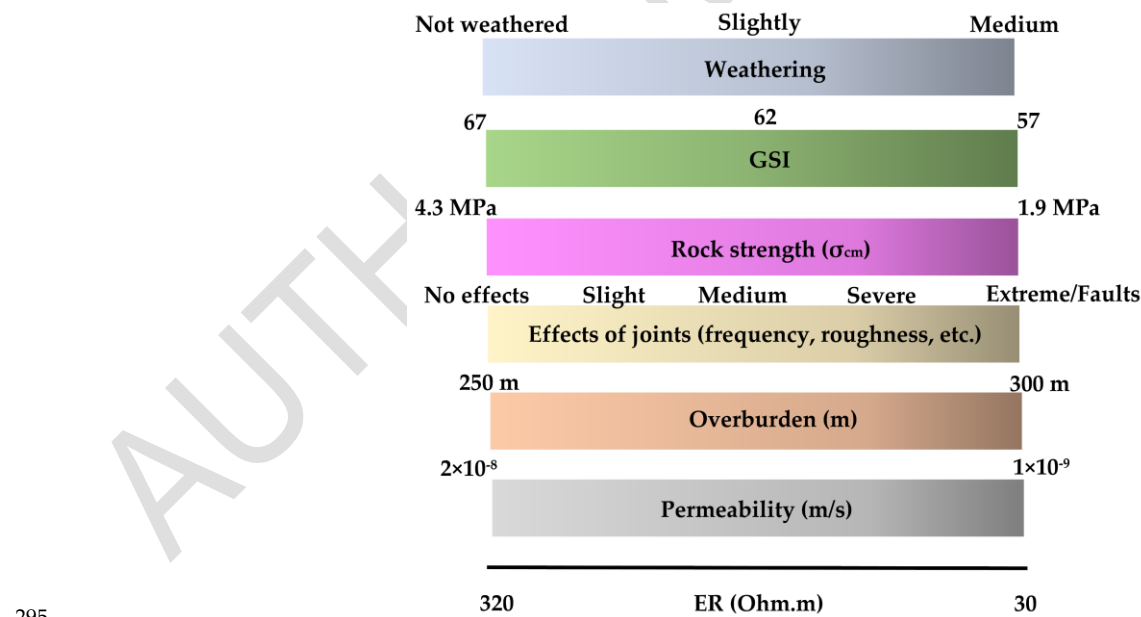 Not weathered Slightly Medium
Weathering
67 62 57
GSI
4.3 MPa 1.9 MPa
Rock strength (σcm)
No effects Slight Medium Severe Extreme/Faults
Effects of joints (frequency, roughness, etc.)
250 m 300 m
Overburden (m)
2×10⁻⁸ 1×10⁻⁹
Permeability (m/s)
320 ER (Ohm.m) 30
295
AUTH